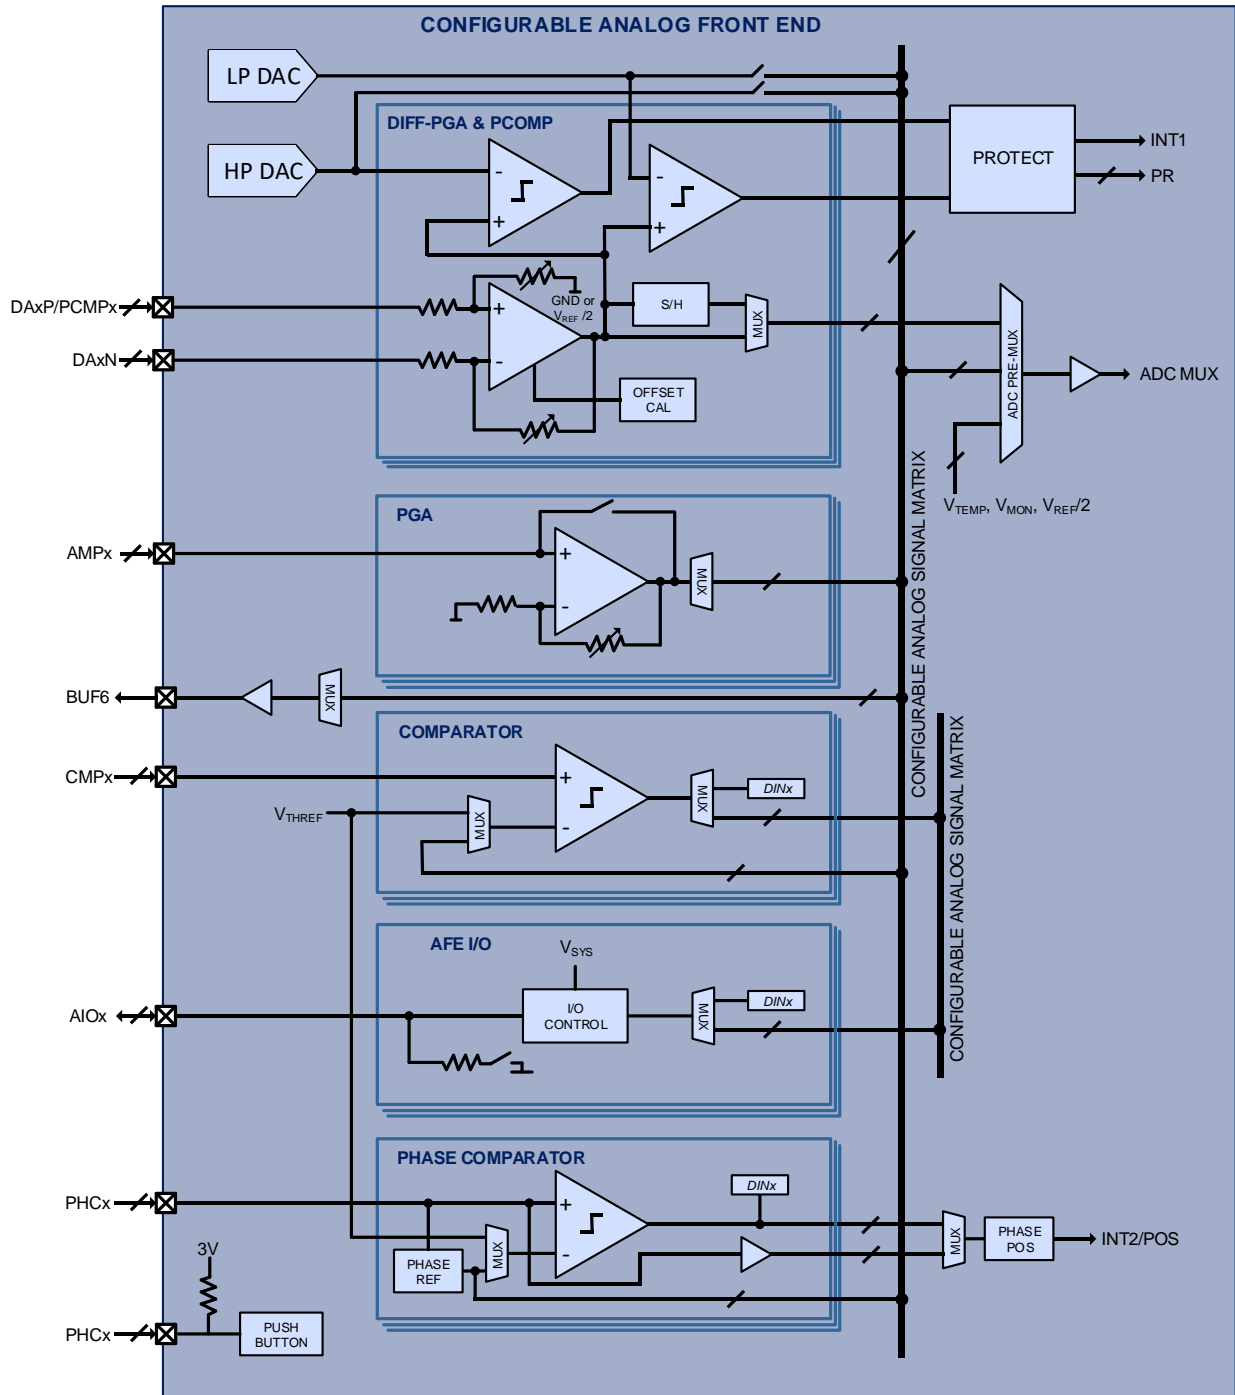 CONFIGURABLE ANALOG FRONT END
LP DAC
HP DAC
DIFF-PGA & PCOMP
-
+
-
+
PROTECT
INT1
PR
DAxP/PCMPx
DAxN
+
-
GND or
VREF /2
S/H
MUX
OFFSET
CAL
ADC PRE-MUX
ADC MUX
VTEMP, VMON, VREF/2
CONFIGURABLE ANALOG SIGNAL MATRIX
PGA
AMPx
+
-
MUX
BUF6
MUX
COMPARATOR
CMPx
+
-
VTHREF
MUX
MUX
DINx
CONFIGURABLE ANALOG SIGNAL MATRIX
AFE I/O
VSYS
AIOx
I/O
CONTROL
MUX
DINx
PHASE COMPARATOR
PHCx
+
-
MUX
PHASE
REF
DINx
MUX
PHASE
POS
INT2/POS
3V
PHCx
PUSH
BUTTON